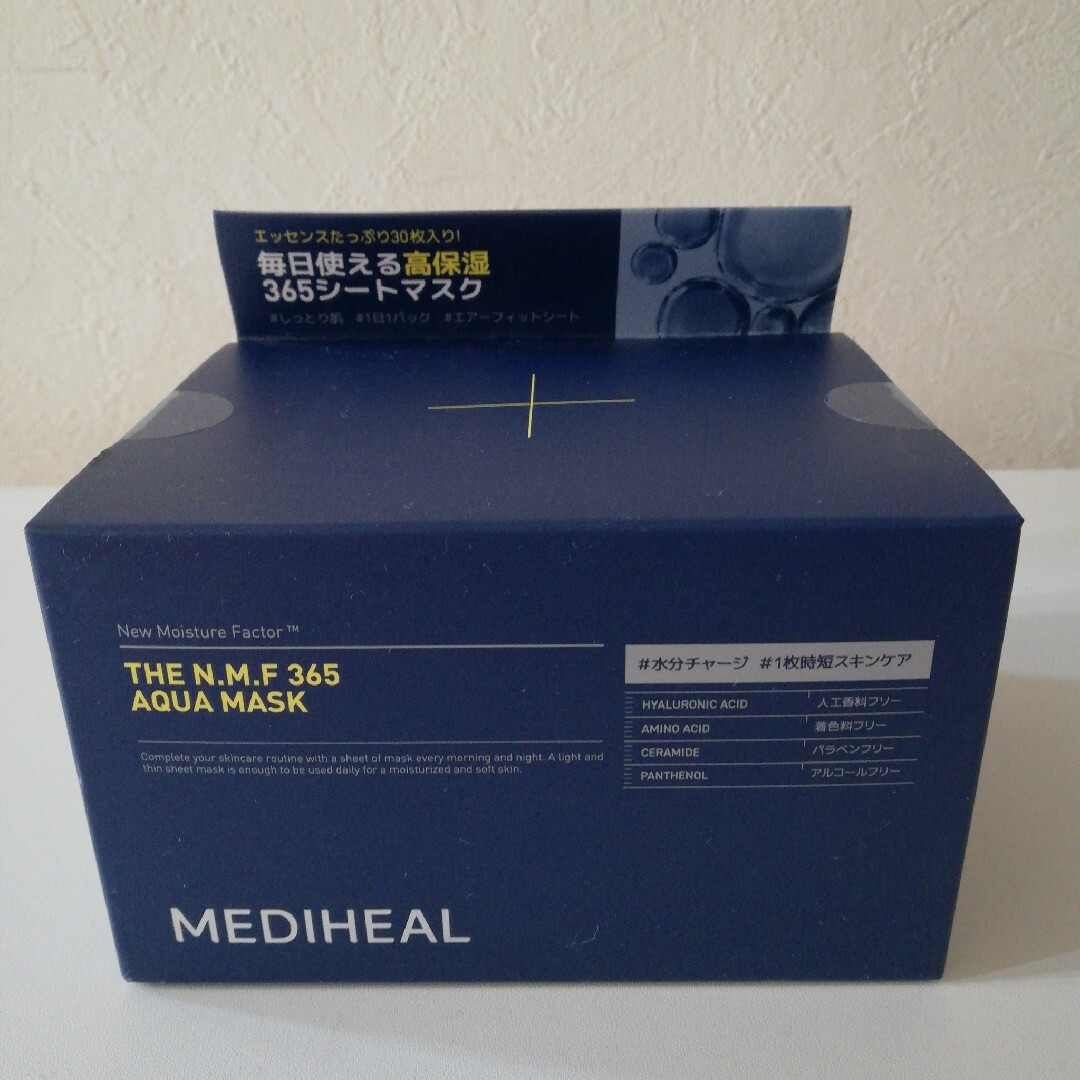 エッセンスたっぷり30枚入り!
毎日使える高保湿
365シートマスク
#しっとり肌 #1日1パック #エアーフィットシート
New Moisture Factor™
THE N.M.F 365
AQUA MASK
Complete your skincare routine with a sheet of mask every morning and night. A light and
thin sheet mask is enough to be used daily for a moisturized and soft skin.
#水分チャージ #1枚時短スキンケア
HYALURONIC ACID 人工香料フリー
AMINO ACID 着色料フリー
CERAMIDE パラベンフリー
PANTHENOL アルコールフリー
MEDIHEAL